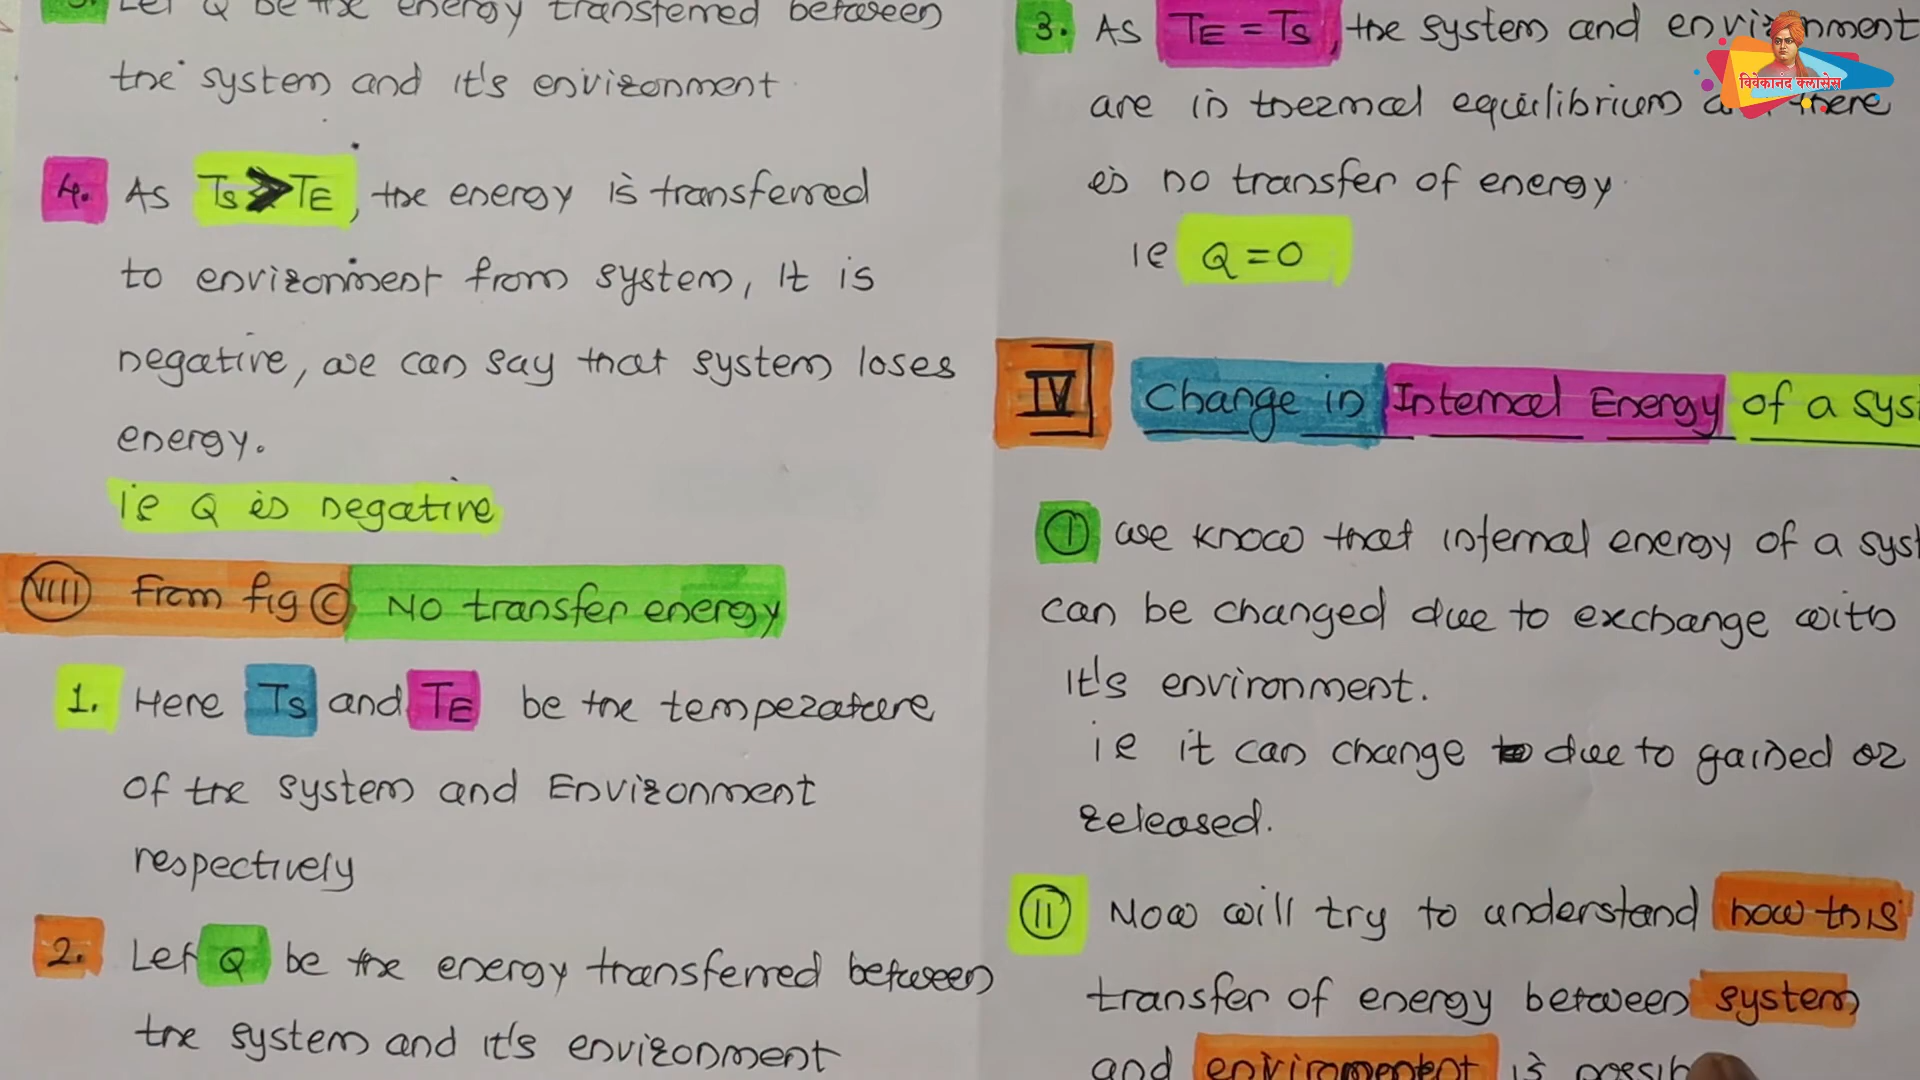 3. Let Q be the energy transferred between
the system and it's environment
4. As Ts > TE, the energy is transferred
to environment from system, It is
negative, we can say that system loses
energy.
ie Q is negative
VIII From fig C No transfer energy
1. Here Ts and TE be the temperature
of the system and Environment
respectively
2. Let Q be the energy transferred between
the system and it's environment
3. As TE = Ts, the system and environment
are in thermal equilibrium and there
is no transfer of energy
ie Q = 0
IV Change in Internal Energy of a sys
I we know that internal energy of a syst
can be changed due to exchange with
It's environment.
ie it can change due to gained or
released.
II Now will try to understand how this
transfer of energy between system
and environment is possib
विवेकानंद क्लासेस